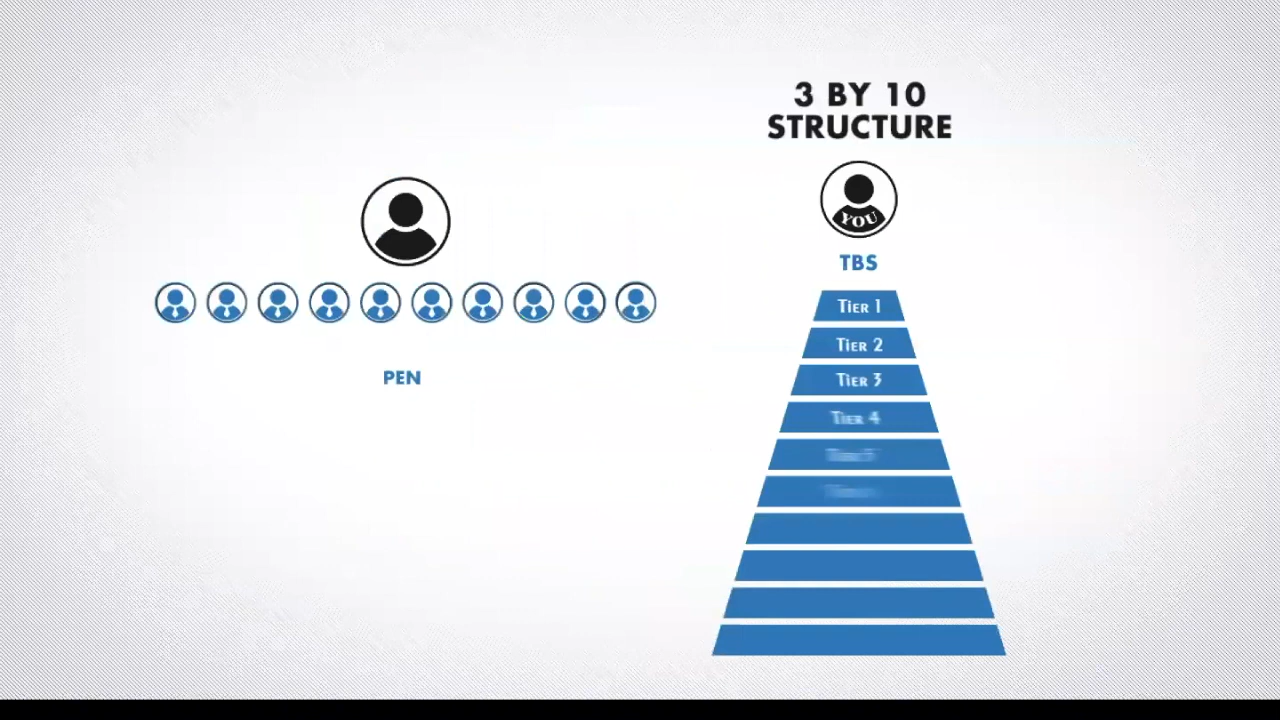 3 BY 10
STRUCTURE
YOU
TBS
PEN
Tier 1
Tier 2
Tier 3
Tier 4